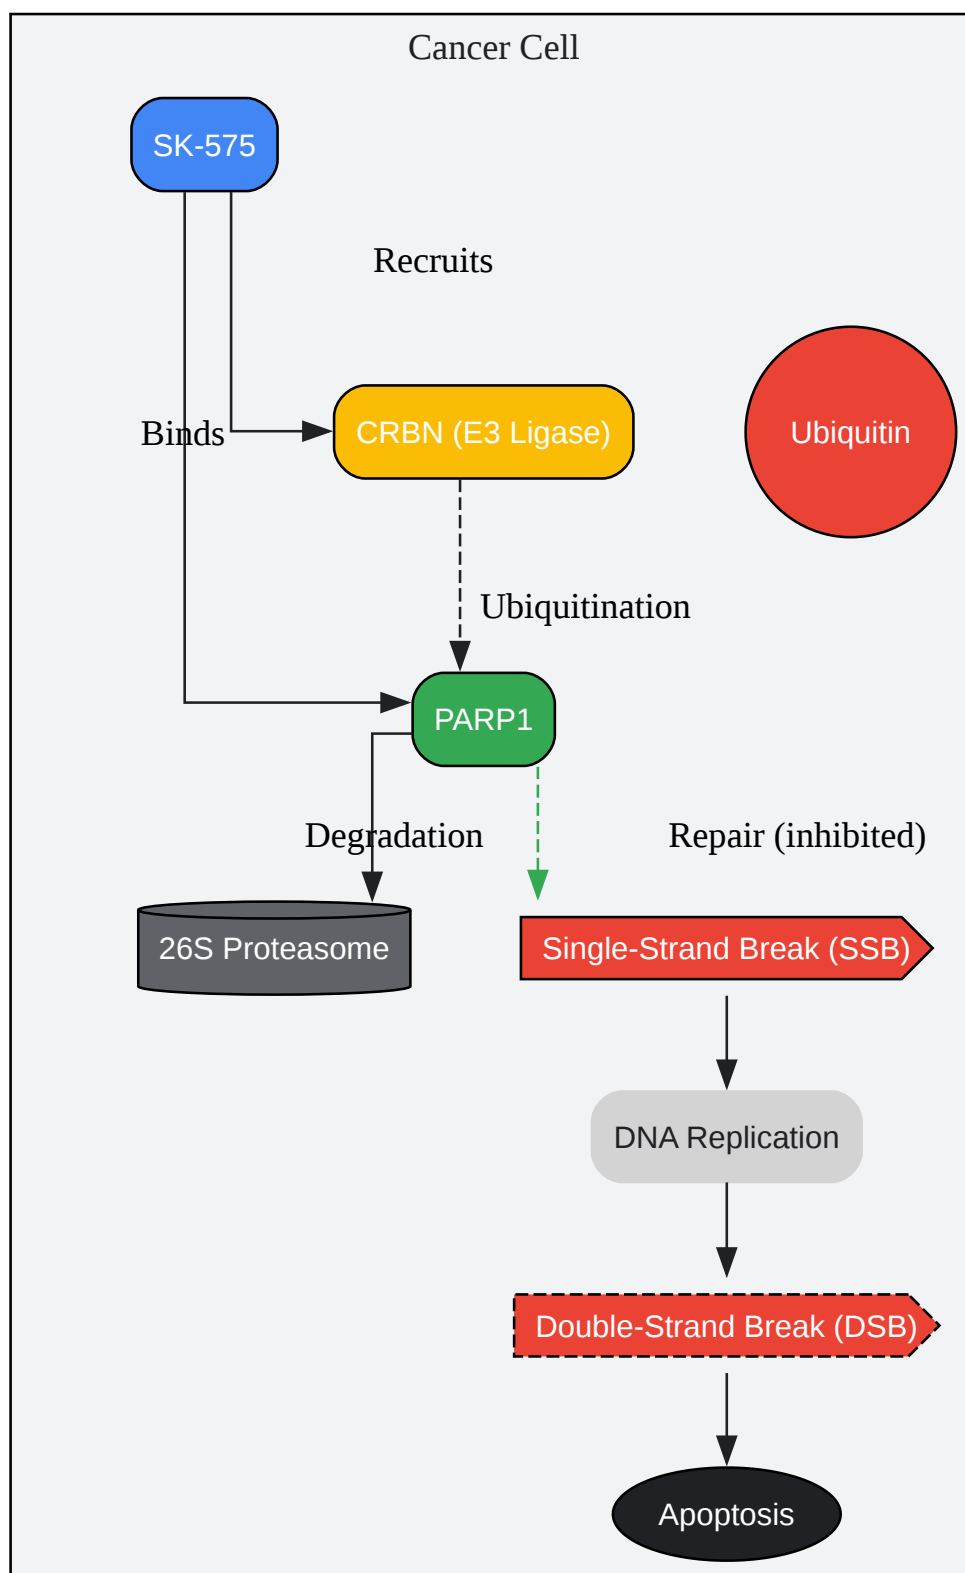 Cancer Cell
SK-575
Recruits
Binds
CRBN (E3 Ligase)
Ubiquitin
Ubiquitination
PARP1
Degradation
Repair (inhibited)
26S Proteasome
Single-Strand Break (SSB)
DNA Replication
Double-Strand Break (DSB)
Apoptosis